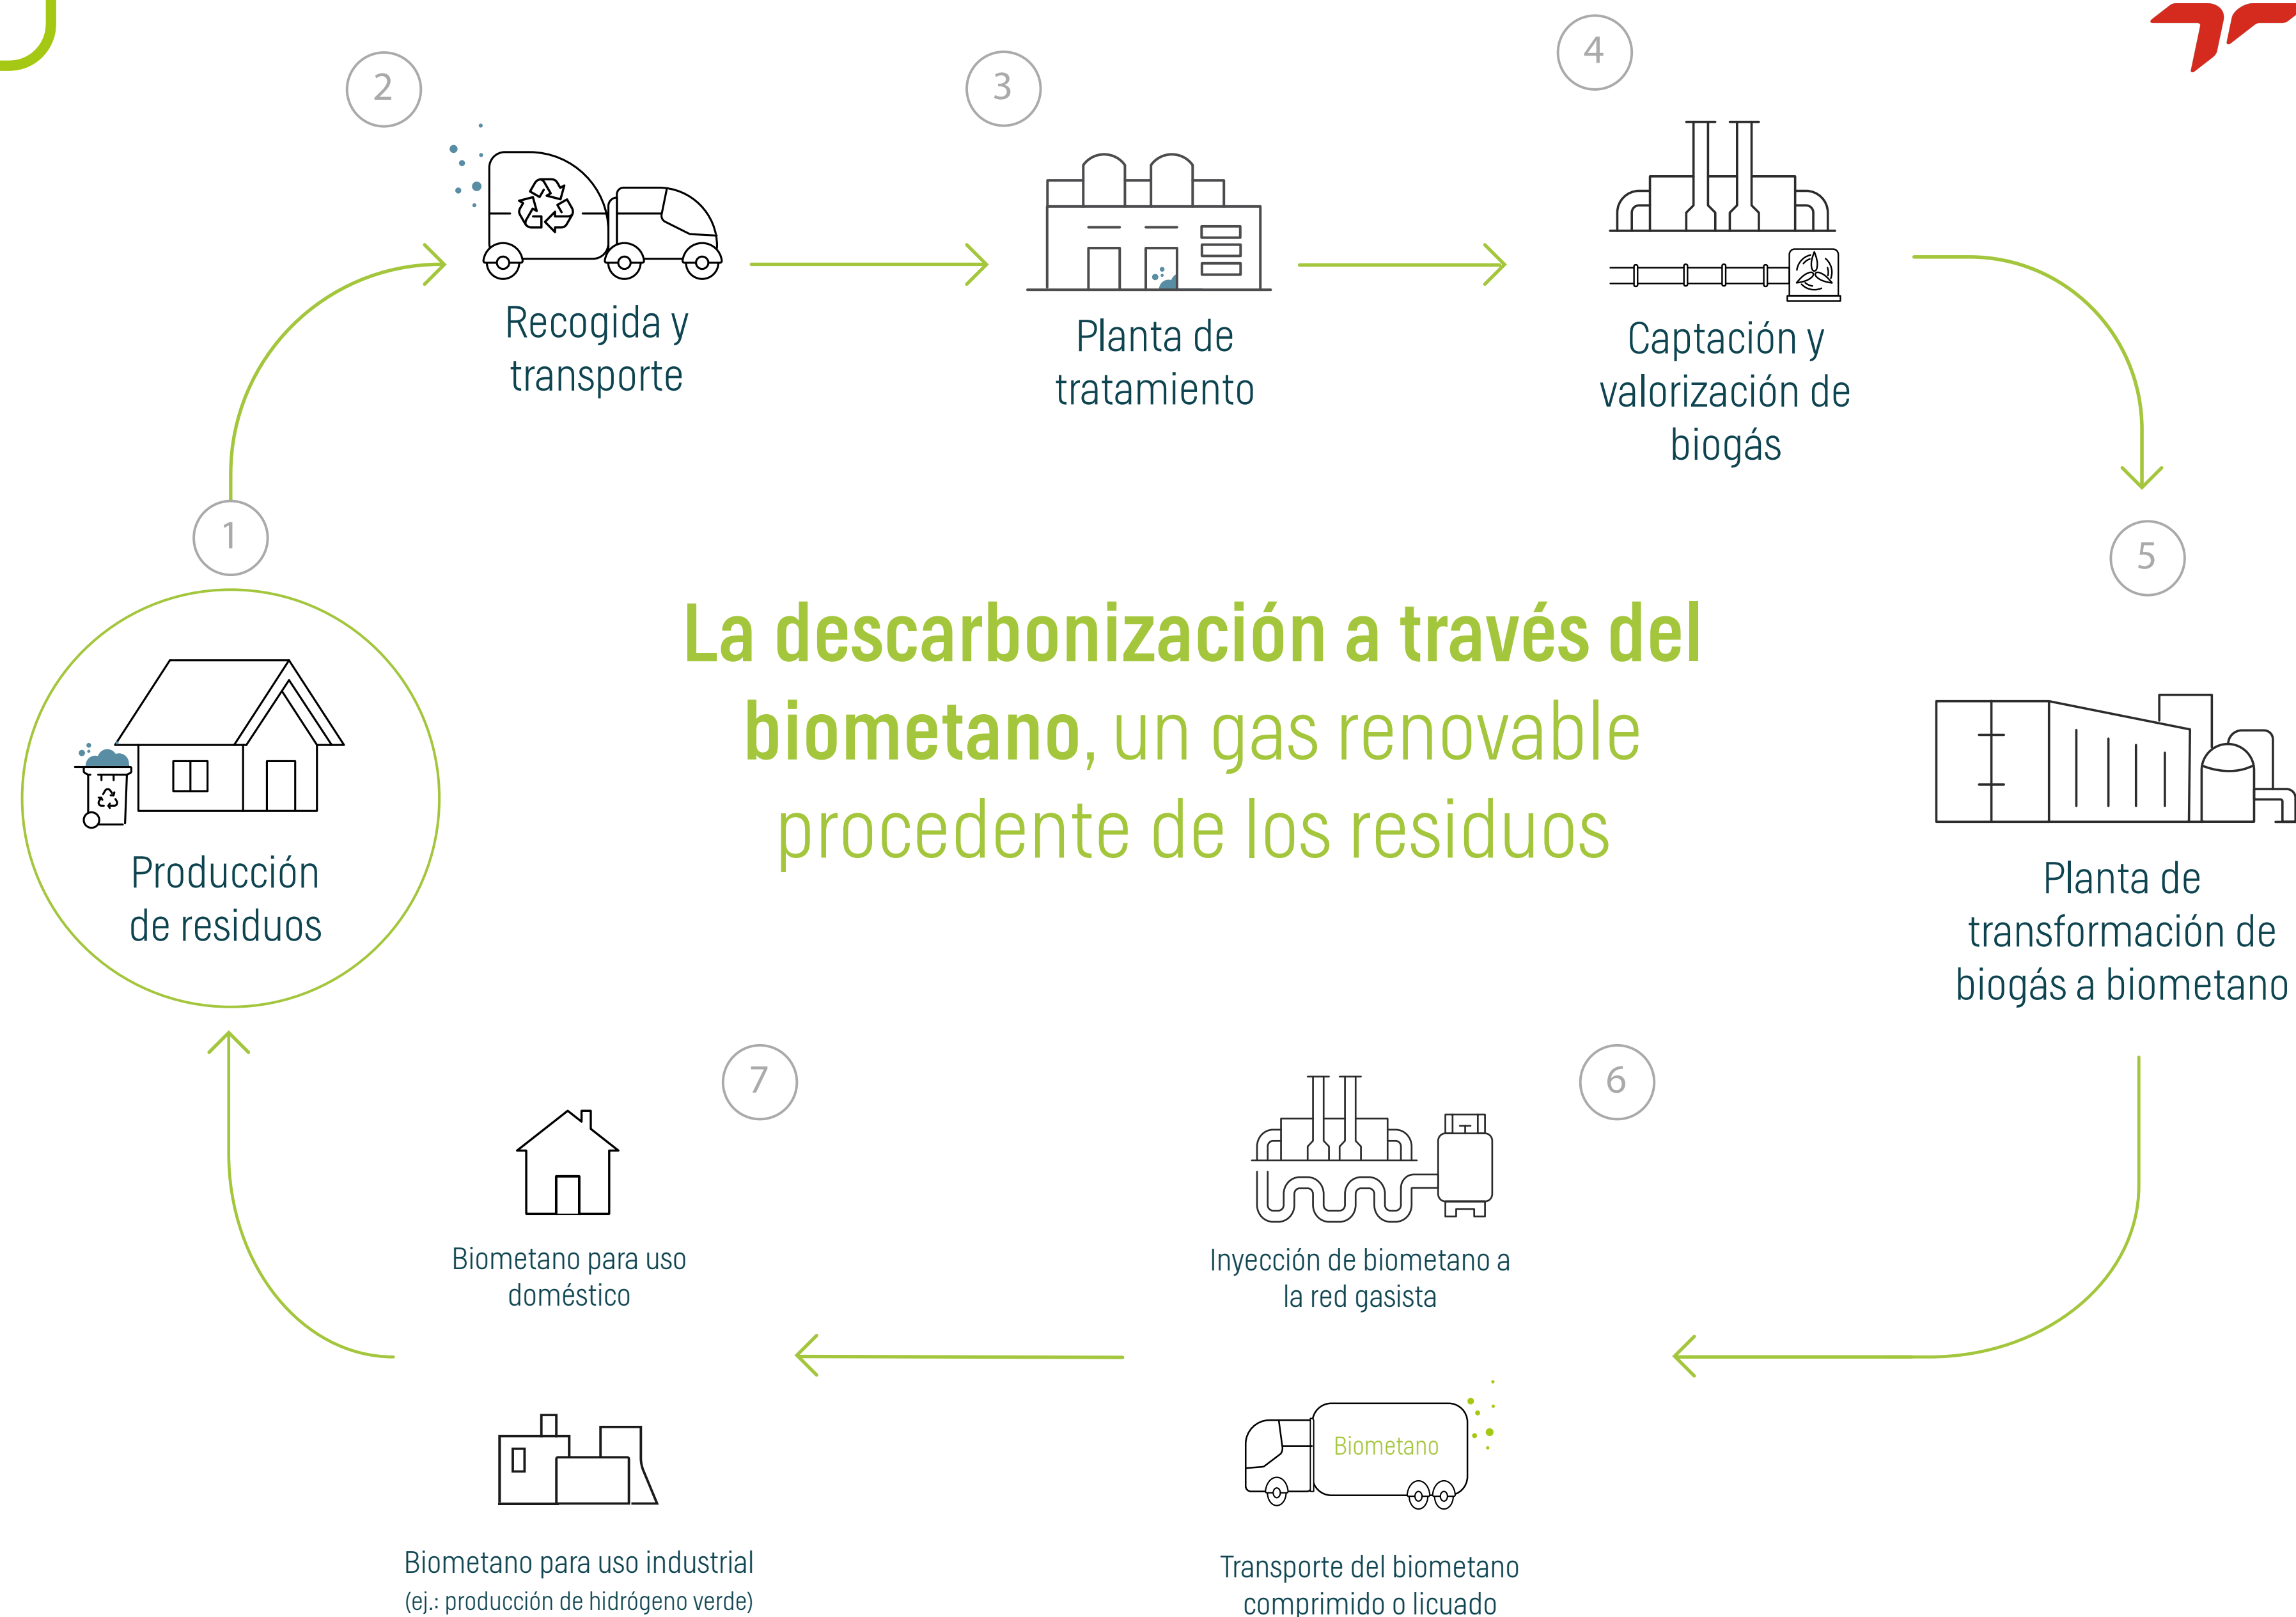 2
3
4
Recogida y
transporte
Planta de
tratamiento
Captación y
valorización de
biogás
1
5
La descarbonización a través del
biometano, un gas renovable
procedente de los residuos
Producción
de residuos
Planta de
transformación de
biogás a biometano
7
6
Biometano para uso
doméstico
Inyección de biometano a
la red gasista
Biometano
Biometano para uso industrial
(ej.: producción de hidrógeno verde)
Transporte del biometano
comprimido o licuado